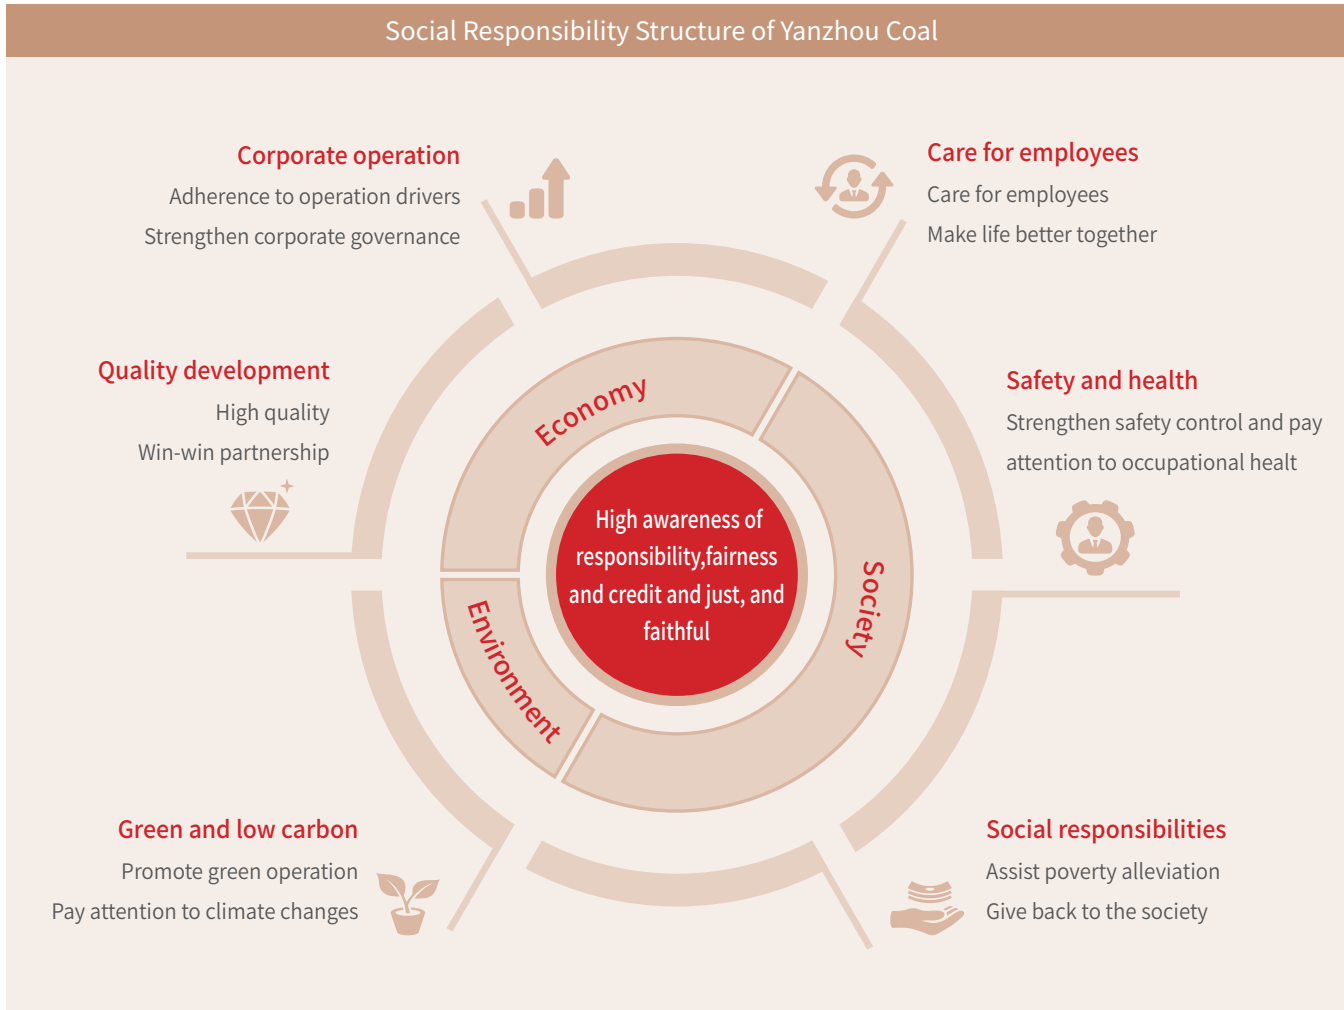 Social Responsibility Structure of Yanzhou Coal
Corporate operation
Adherence to operation drivers
Strengthen corporate governance
Care for employees
Care for employees
Make life better together
Quality development
High quality
Win-win partnership
Safety and health
Strengthen safety control and pay
attention to occupational healt
Economy
Society
Environment
High awareness of
responsibility,fairness
and credit and just, and
faithful
Green and low carbon
Promote green operation
Pay attention to climate changes
Social responsibilities
Assist poverty alleviation
Give back to the society